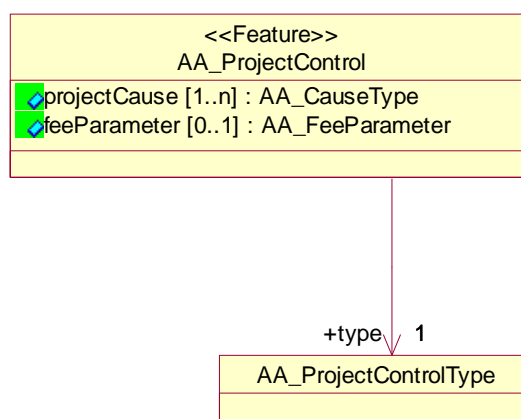 <<Feature>>
AA_ProjectControl
projectCause [1..n] : AA_CauseType
feeParameter [0..1] : AA_FeeParameter
+type 1
AA_ProjectControlType